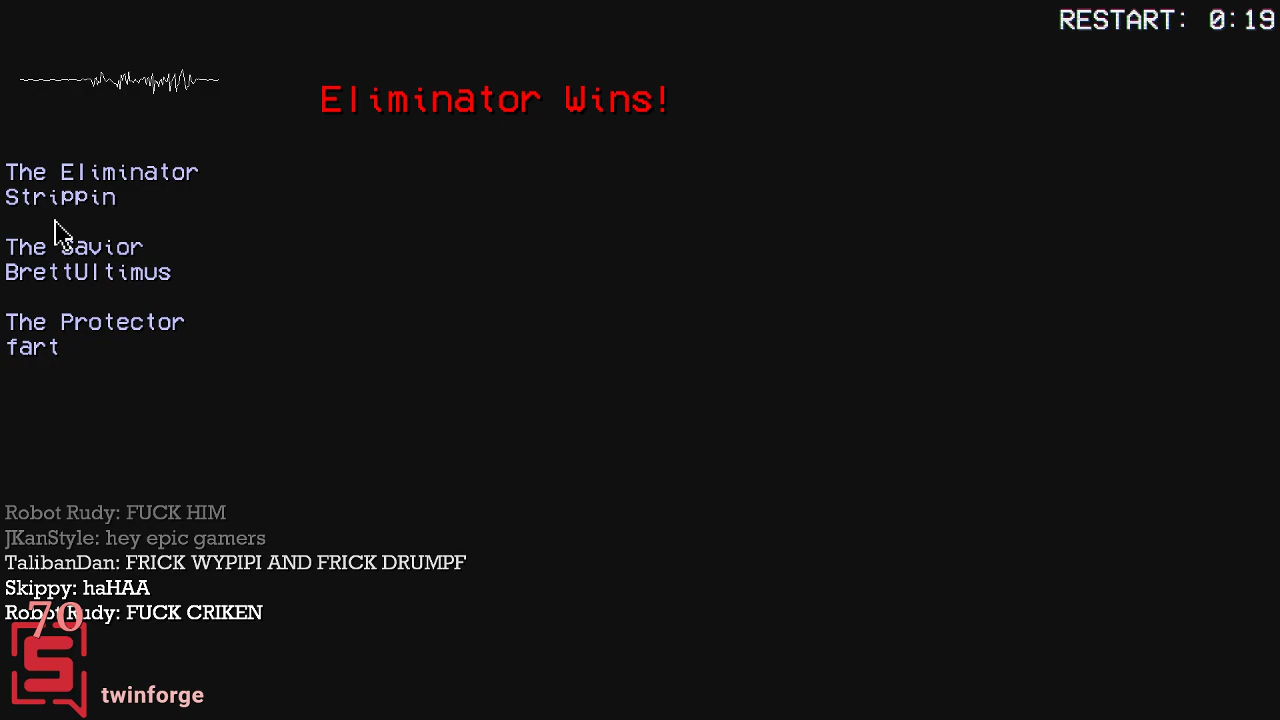 RESTART: 0:19
Eliminator Wins!
The Eliminator
Strippin
The Savior
BrettUltimus
The Protector
fart
Robot Rudy: FUCK HIM
JKanStyle: hey epic gamers
TalibanDan: FRICK WYPIPI AND FRICK DRUMPF
Skippy: haHAA
Robot Rudy: FUCK CRIKEN
70
S
twinforge